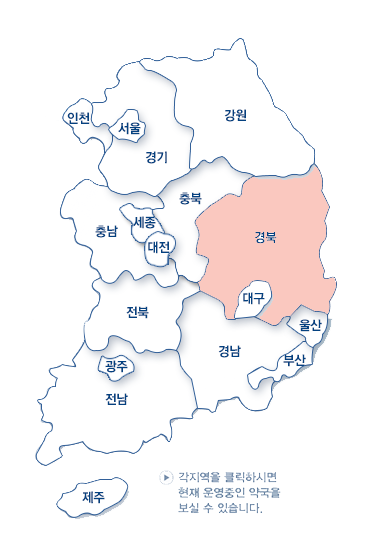 강원
인천
서울
경기
충북
세종
충남
대전
경북
대구
전북
울산
경남
부산
광주
전남
제주
각지역을 클릭하시면
현재 운영중인 약국을
보실 수 있습니다.